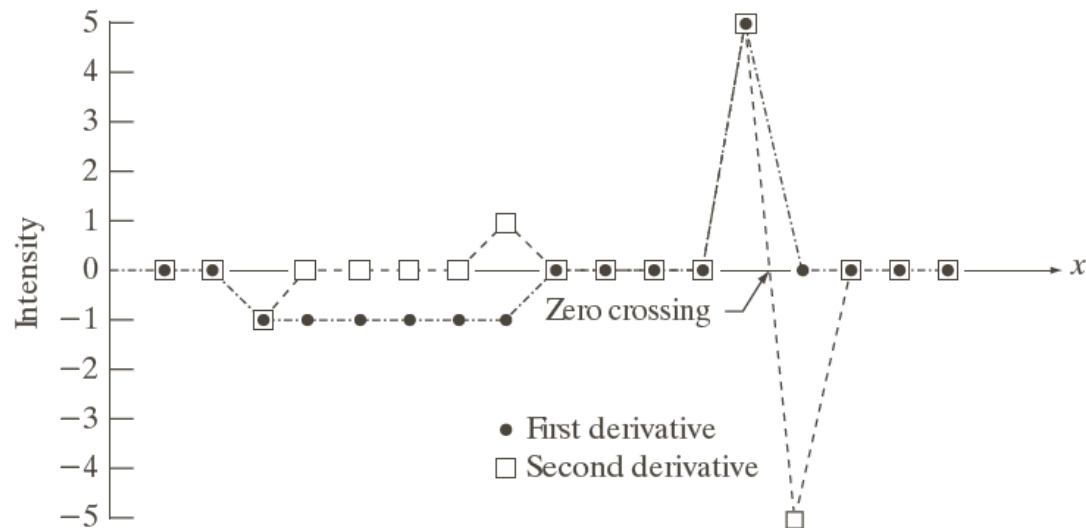 5
4
3
2
1
0
−1
−2
−3
−4
−5
Intensity
x
Zero crossing
First derivative
Second derivative